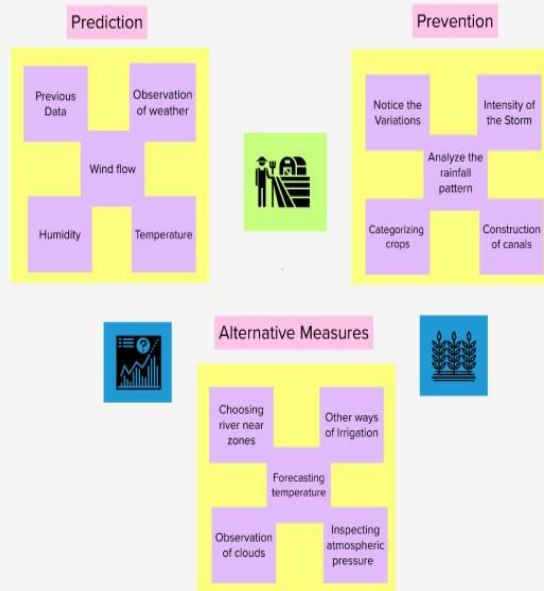 Prediction
Previous
Data
Observation
of weather
Wind flow
Humidity
Temperature
Prevention
Notice the
Variations
Intensity of
the Storm
Analyze the
rainfall
pattern
Categorizing
crops
Construction
of canals
Alternative Measures
Choosing
river near
zones
Other ways
of Irrigation
Forecasting
temperature
Observation
of clouds
Inspecting
atmospheric
pressure
?